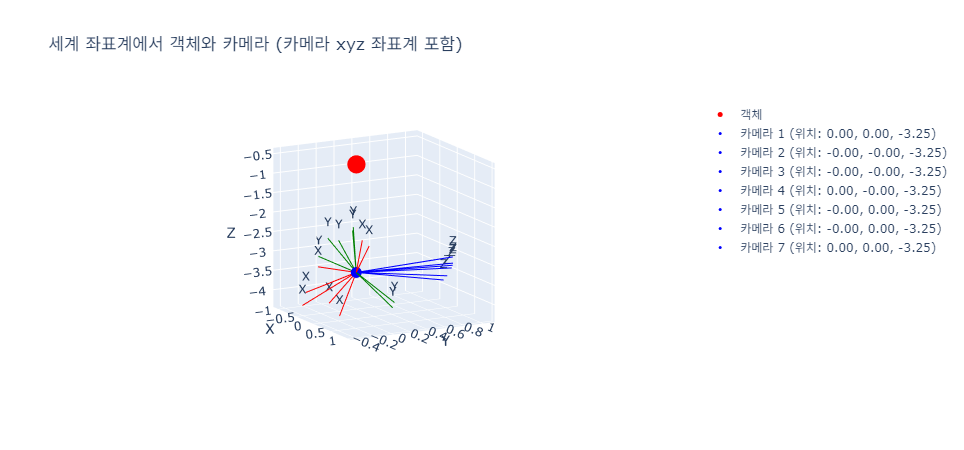 세계 좌표계에서 객체와 카메라 (카메라 xyz 좌표계 포함)
객체
카메라 1 (위치: 0.00, 0.00, -3.25)
카메라 2 (위치: -0.00, -0.00, -3.25)
카메라 3 (위치: -0.00, -0.00, -3.25)
카메라 4 (위치: 0.00, -0.00, -3.25)
카메라 5 (위치: -0.00, 0.00, -3.25)
카메라 6 (위치: -0.00, 0.00, -3.25)
카메라 7 (위치: 0.00, 0.00, -3.25)
−0.5
−1
−1.5
−2
−2.5
−3
−3.5
−4
Z
−1
−0.5
0
0.5
1
X
−0.4
−0.2
0
0.2
0.4
0.6
0.8
1
Y
Y
Y
Y
Y
Y
Y
Y
X
X
X
X
X
X
X
Z
Z
Z
Z